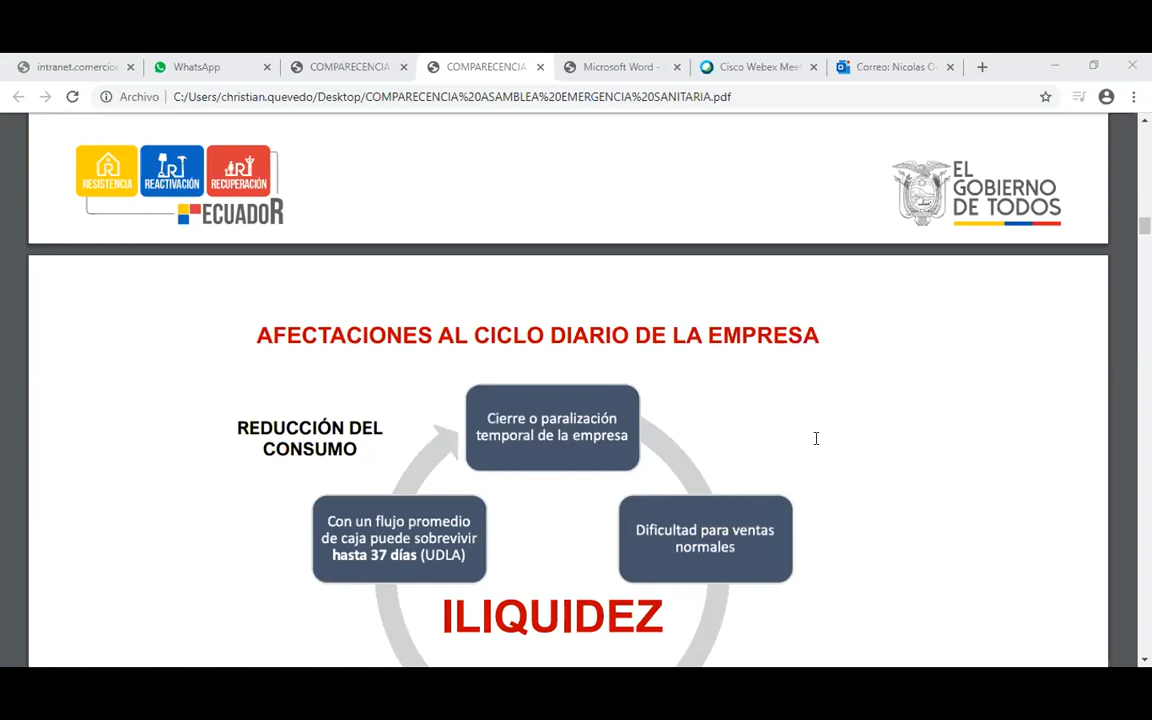 intranet.comercioe
WhatsApp
COMPARECENCIA
COMPARECENCIA
Microsoft Word -
Cisco Webex Meet
Correo: Nicolas O
Archivo
C:/Users/christian.quevedo/Desktop/COMPARECENCIA%20ASAMBLEA%20EMERGENCIA%20SANITARIA.pdf
RESISTENCIA
REACTIVACIÓN
RECUPERACIÓN
ECUADOR
EL
GOBIERNO
DE TODOS
AFECTACIONES AL CICLO DIARIO DE LA EMPRESA
REDUCCIÓN DEL
CONSUMO
Cierre o paralización
temporal de la empresa
Con un flujo promedio
de caja puede sobrevivir
hasta 37 días (UDLA)
Dificultad para ventas
normales
ILIQUIDEZ